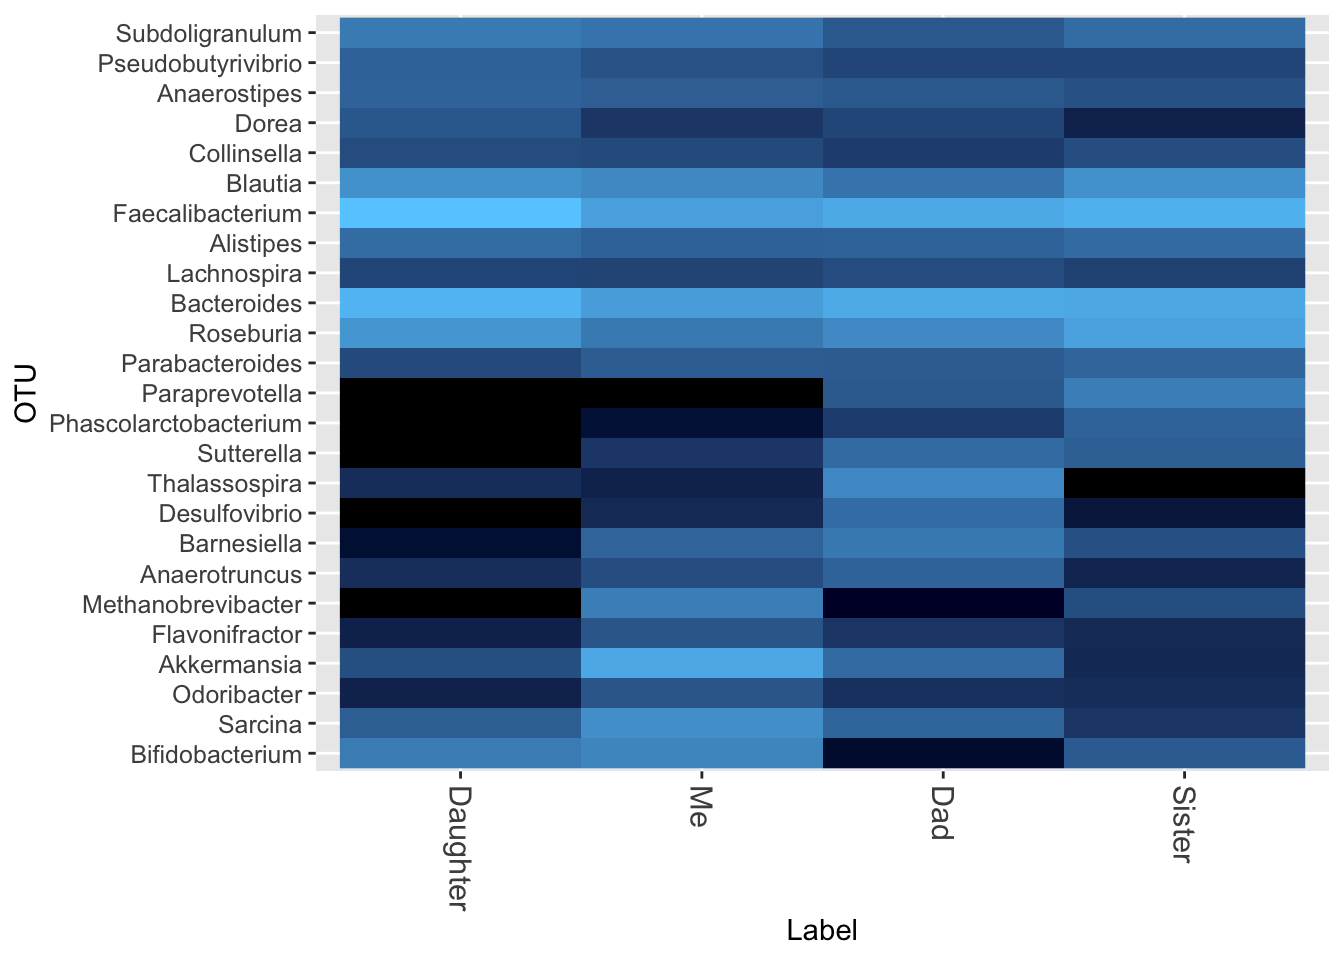 Subdoligranulum
Pseudobutyrivibrio
Anaerostipes
Dorea
Collinsella
Blautia
Faecalibacterium
Alistipes
Lachnospira
Bacteroides
Roseburia
Parabacteroides
Paraprevotella
Phascolarctobacterium
Sutterella
Thalassospira
Desulfovibrio
Barnesiella
Anaerotruncus
Methanobrevibacter
Flavonifractor
Akkermansia
Odoribacter
Sarcina
Bifidobacterium
OTU
Daughter
Me
Dad
Sister
Label